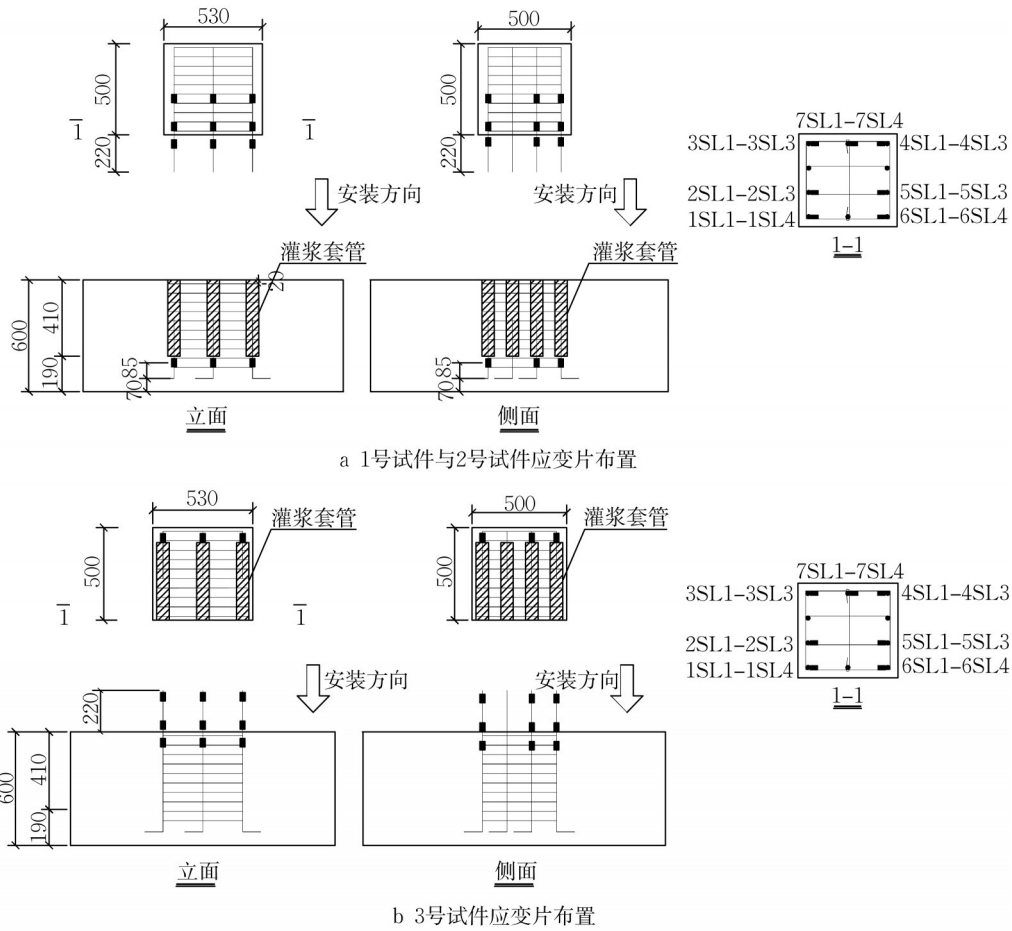 530
500
500
220
1
1
安装方向
500
500
220
安装方向
7SL1-7SL4
3SL1-3SL3
4SL1-4SL3
2SL1-2SL3
5SL1-5SL3
1SL1-1SL4
6SL1-6SL4
1-1
灌浆套管
20
600
410
190
85
70
立面
灌浆套管
85
70
侧面
a 1号试件与2号试件应变片布置
530
灌浆套管
500
1
1
安装方向
500
灌浆套管
500
安装方向
7SL1-7SL4
3SL1-3SL3
4SL1-4SL3
2SL1-2SL3
5SL1-5SL3
1SL1-1SL4
6SL1-6SL4
1-1
220
600
410
190
立面
侧面
b 3号试件应变片布置